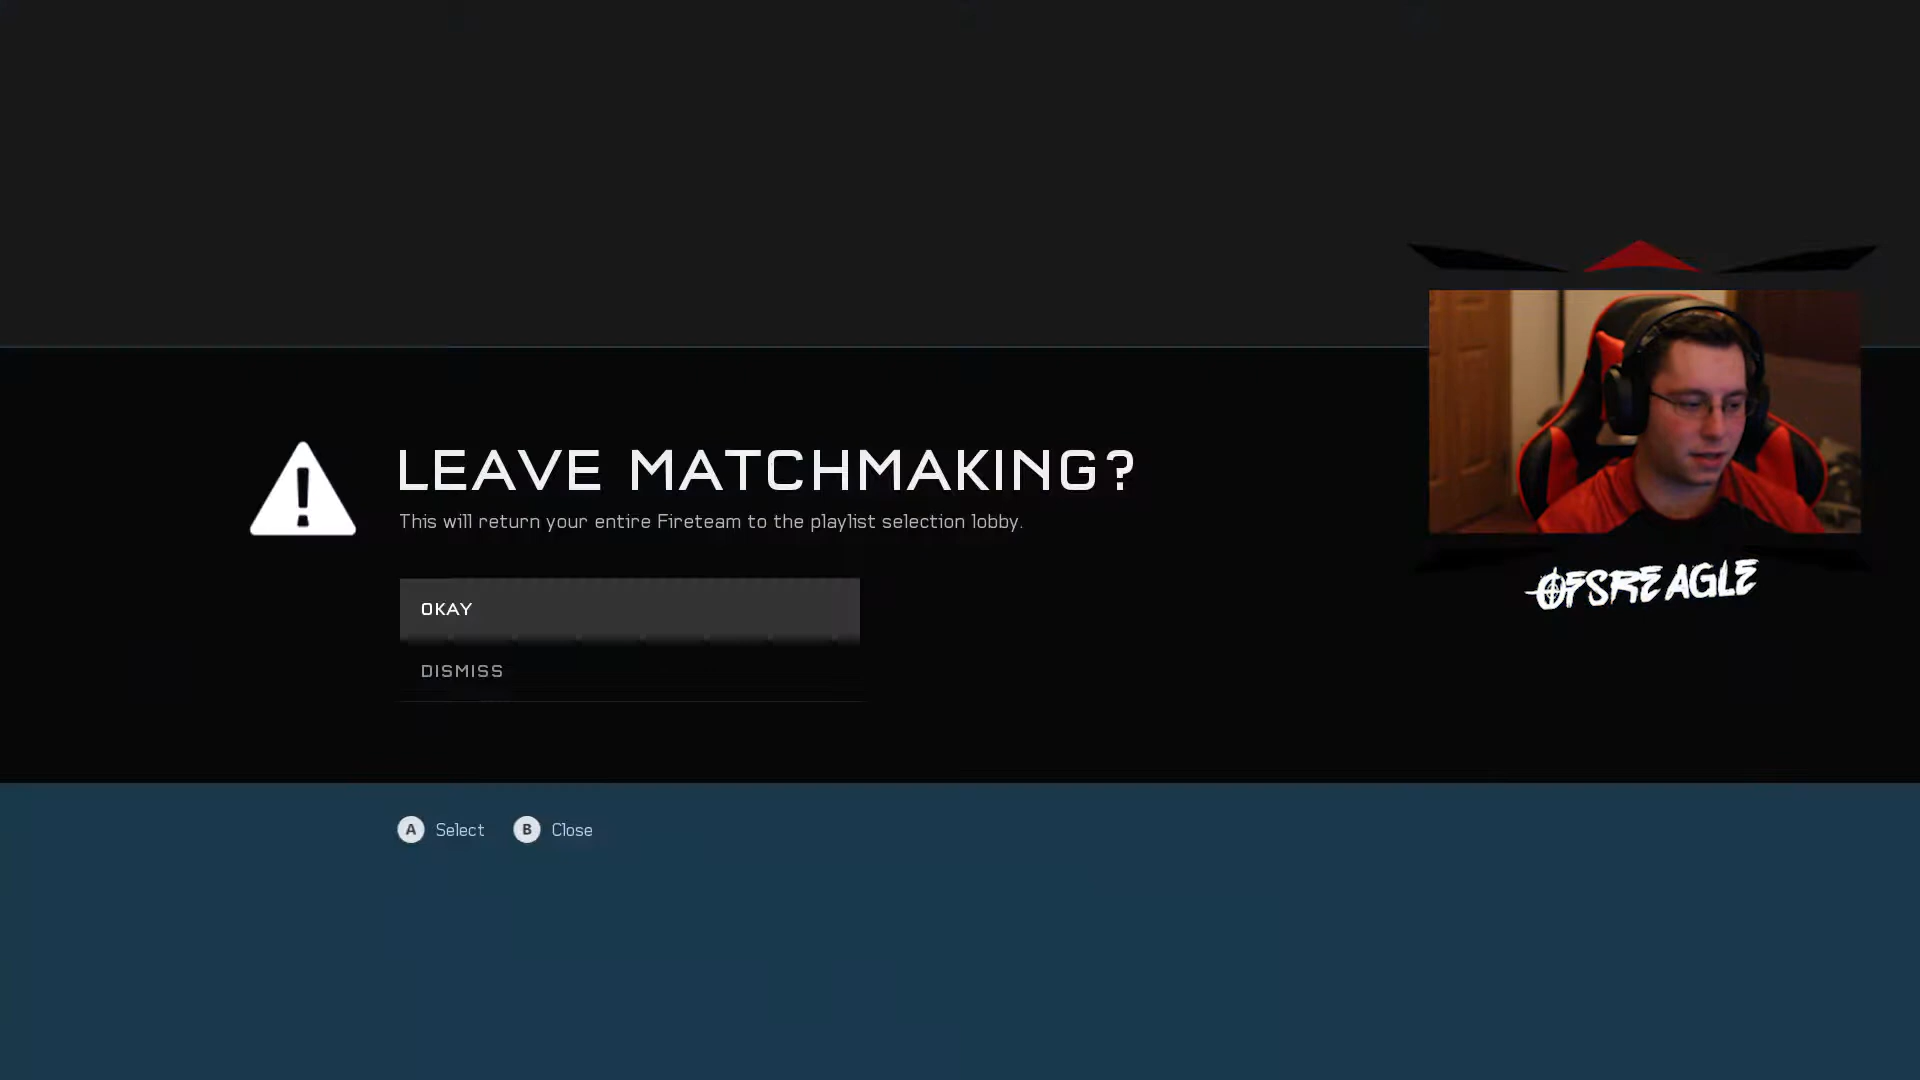 LEAVE MATCHMAKING?
This will return your entire Fireteam to the playlist selection lobby.
OKAY
DISMISS
A Select B Close
OFSREAGLE